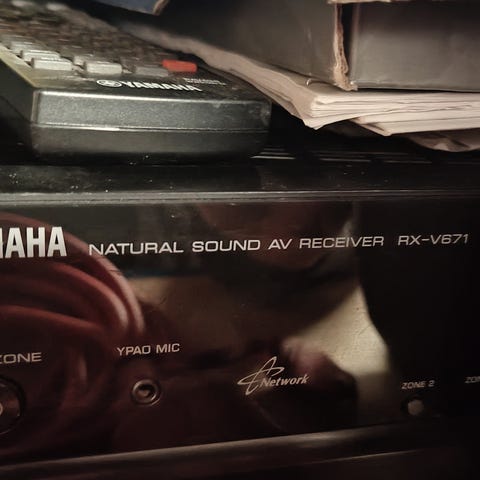 YAMAHA
AHA NATURAL SOUND AV RECEIVER RX-V671
ZONE
YPAO MIC
Network
ZONE 2